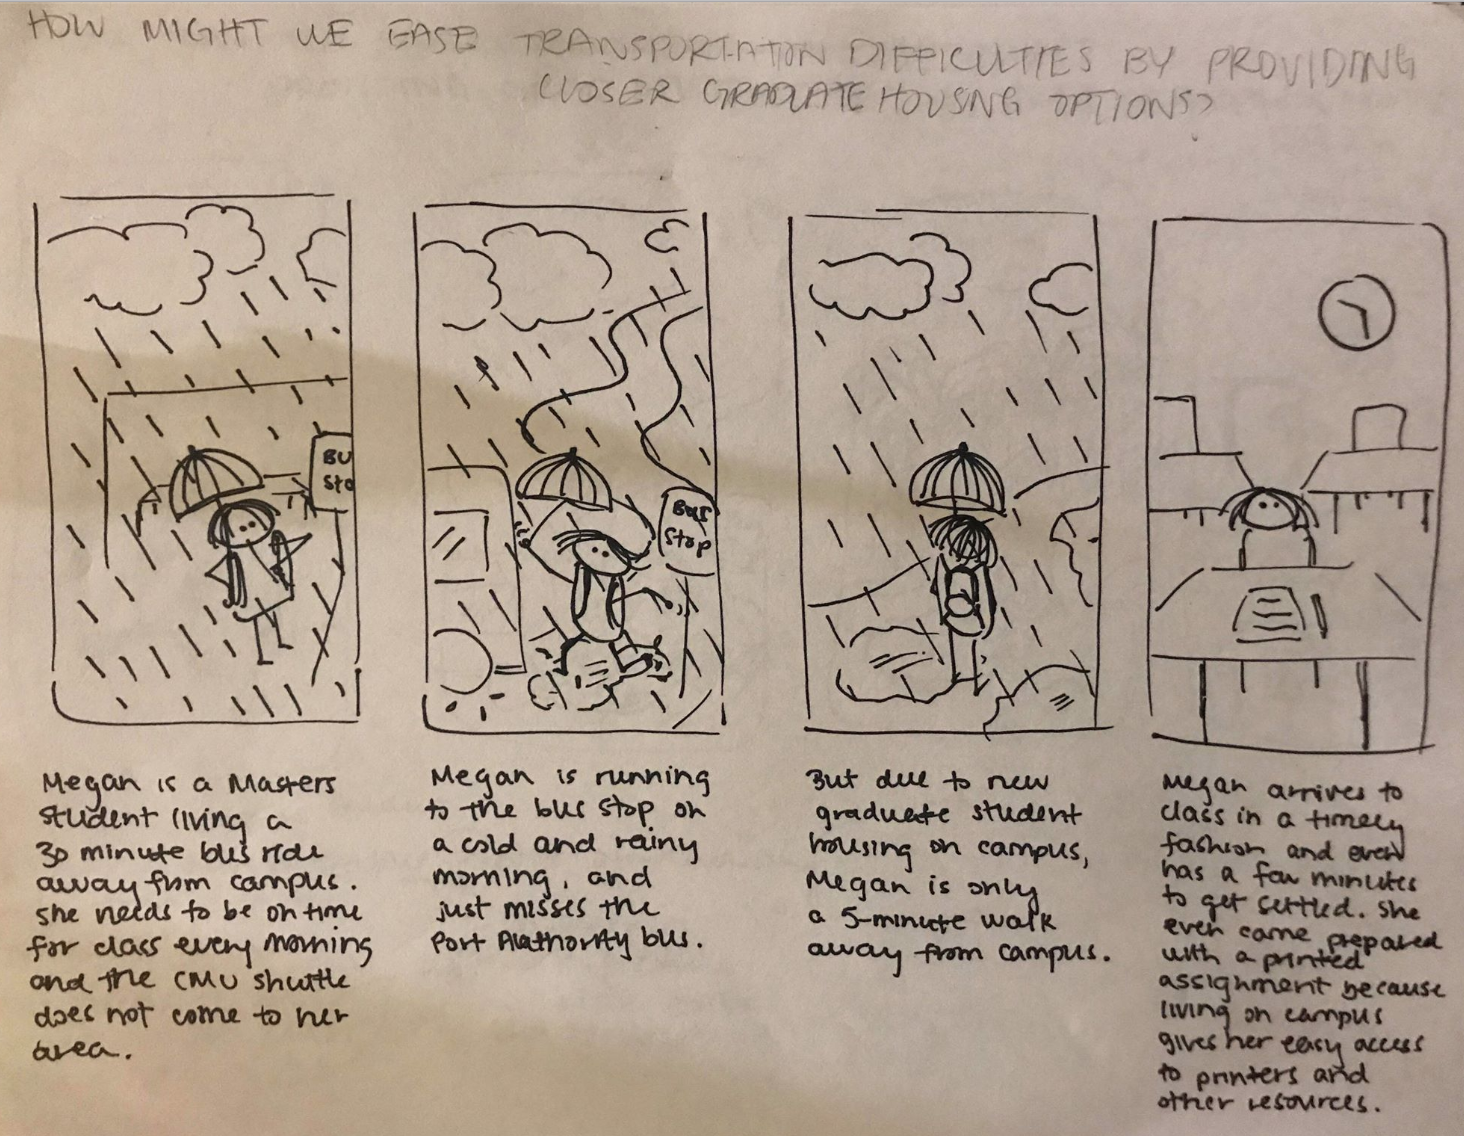 HOW MIGHT WE EASE TRANSPORTATION DIFFICULTIES BY PROVIDING
CLOSER GRADUATE HOUSING OPTIONS?
BU
Sto
Bus
Stop
Megan is a Masters
student living a
30 minute bus ride
away from campus.
she needs to be on time
for class every morning
and the CMU shuttle
does not come to her
area.
Megan is running
to the bus stop on
a cold and rainy
morning, and
just misses the
Port Authority bus.
But due to new
graduate student
housing on campus,
Megan is only
a 5-minute walk
away from campus.
Megan arrives to
class in a timely
fashion and even
has a few minutes
to get settled. She
even came prepared
with a printed
assignment because
living on campus
gives her easy access
to printers and
other resources.